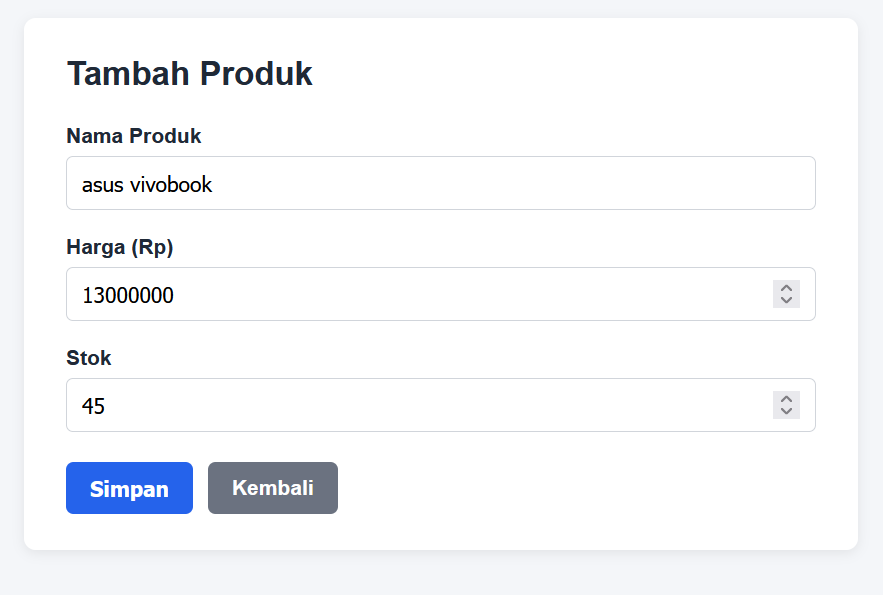 Tambah Produk
Nama Produk
asus vivobook
Harga (Rp)
13000000
Stok
45
Simpan
Kembali